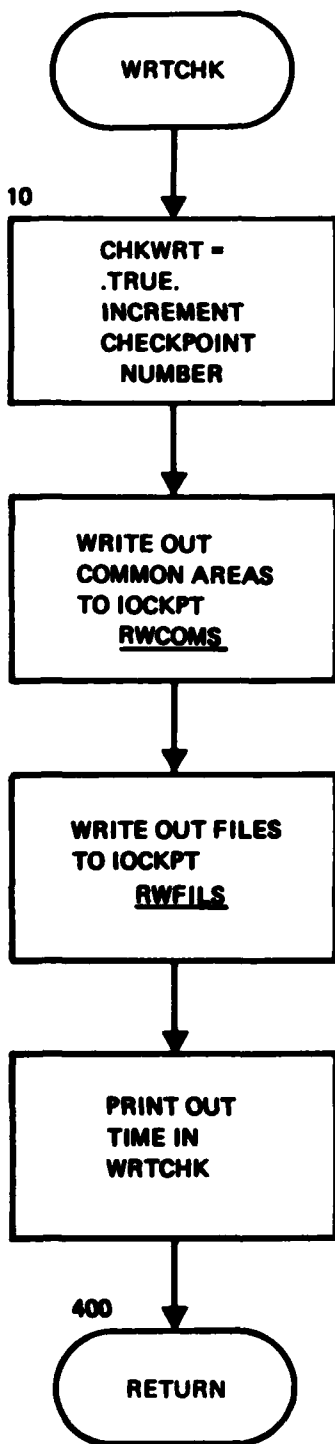 WRTCHK
10
CHKWRT =
.TRUE.
INCREMENT
CHECKPOINT
NUMBER
WRITE OUT
COMMON AREAS
TO IOCKPT
RWCOMS
WRITE OUT FILES
TO IOCKPT
RWFILS
PRINT OUT
TIME IN
WRTCHK
400
RETURN